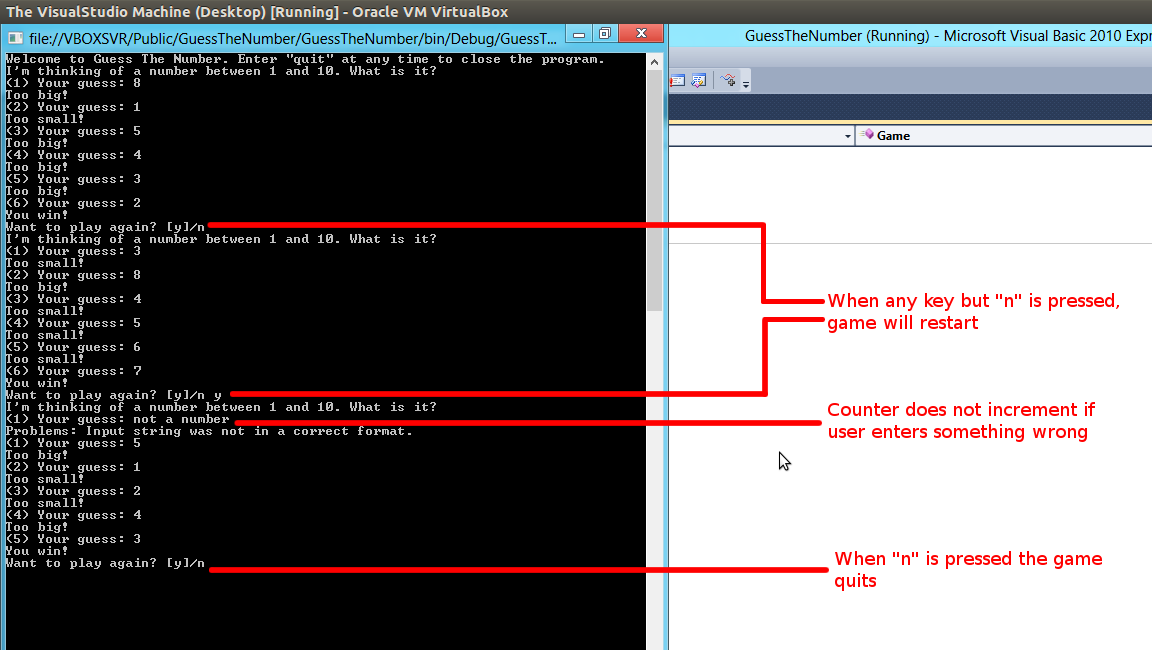 The VisualStudio Machine (Desktop) [Running] - Oracle VM VirtualBox
file://VBOXSVR/Public/GuessTheNumber/GuessTheNumber/bin/Debug/GuessT...
GuessTheNumber (Running) - Microsoft Visual Basic 2010 Expr
Game
Welcome to Guess The Number. Enter "quit" at any time to close the program.
I'm thinking of a number between 1 and 10. What is it?
(1) Your guess: 8
Too big!
(2) Your guess: 1
Too small!
(3) Your guess: 5
Too big!
(4) Your guess: 4
Too big!
(5) Your guess: 3
Too big!
(6) Your guess: 2
You win!
Want to play again? [y]/n
I'm thinking of a number between 1 and 10. What is it?
(1) Your guess: 3
Too small!
(2) Your guess: 8
Too big!
(3) Your guess: 4
Too small!
(4) Your guess: 5
Too small!
(5) Your guess: 6
Too small!
(6) Your guess: 7
You win!
Want to play again? [y]/n y
I'm thinking of a number between 1 and 10. What is it?
(1) Your guess: not a number
Problems: Input string was not in a correct format.
(1) Your guess: 5
Too big!
(2) Your guess: 1
Too small!
(3) Your guess: 2
Too small!
(4) Your guess: 4
Too big!
(5) Your guess: 3
You win!
Want to play again? [y]/n
When any key but "n" is pressed,
game will restart
Counter does not increment if
user enters something wrong
When "n" is pressed the game
quits